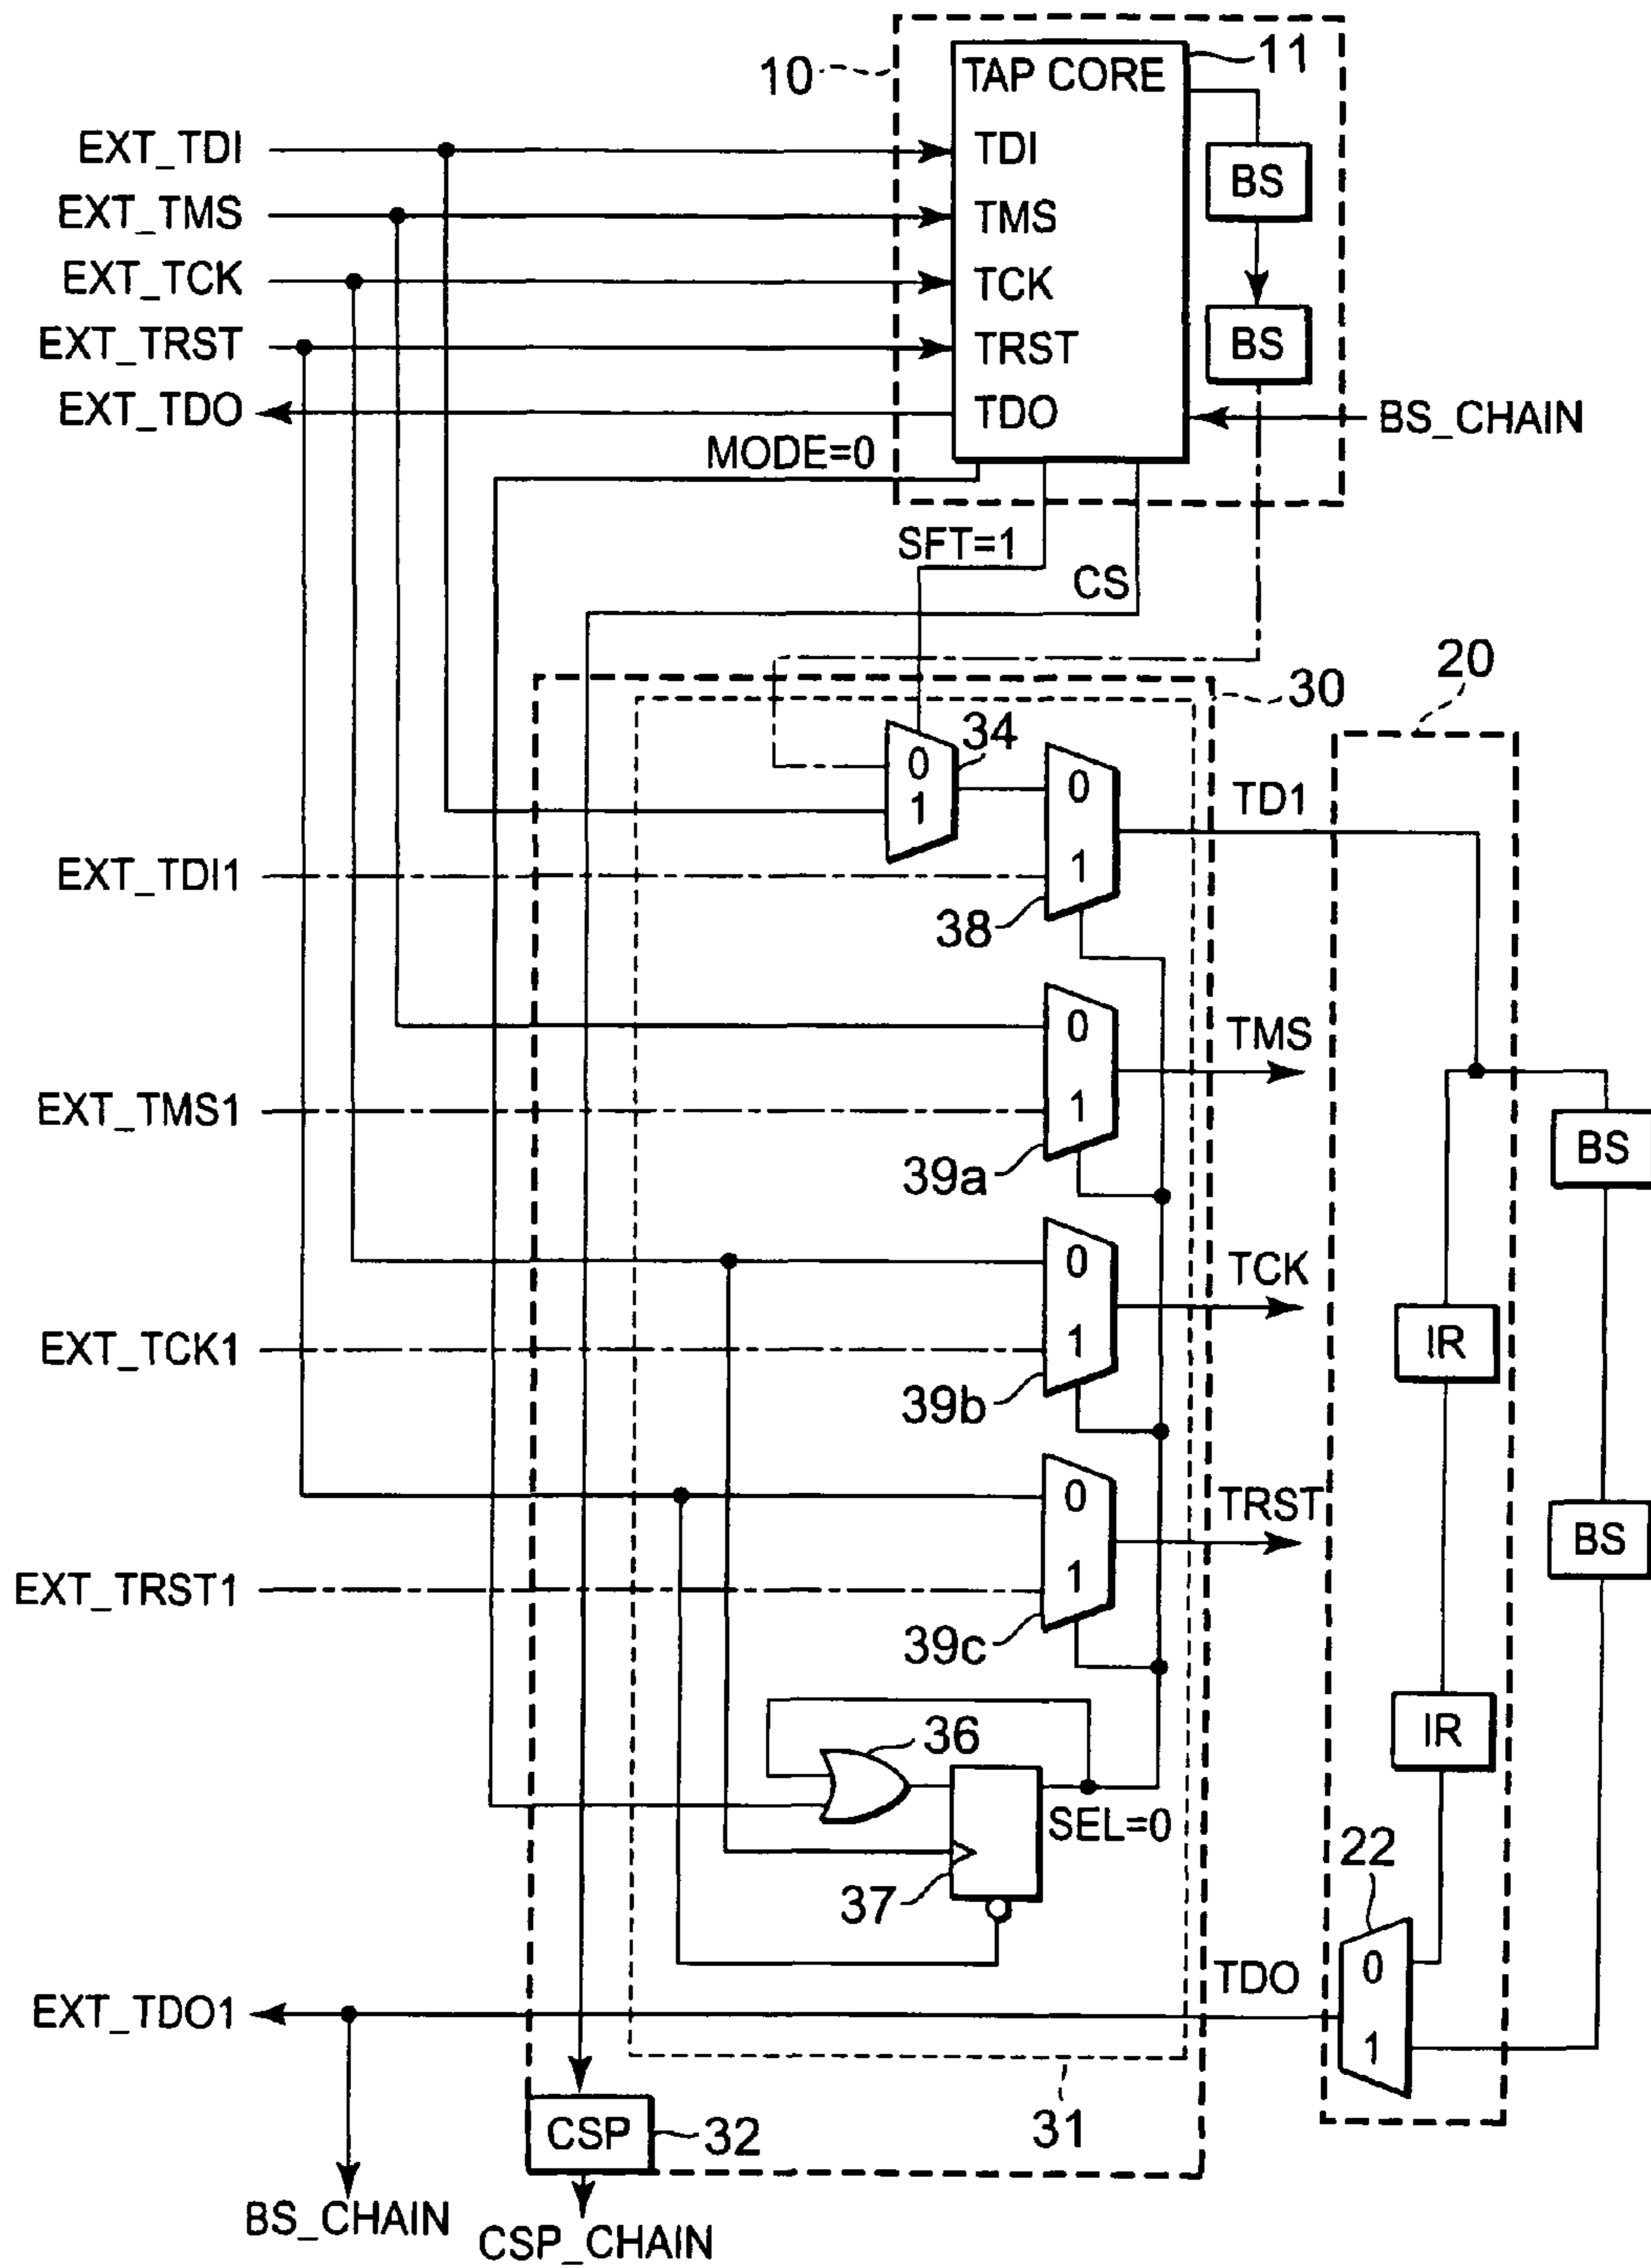 10
11
TAP CORE
EXT_TDI
TDI
BS
EXT_TMS
TMS
EXT_TCK
TCK
EXT_TRST
TRST
BS
EXT_TDO
TDO
BS_CHAIN
MODE=0
SFT=1
CS
20
30
34
0
1
0
1
TD1
EXT_TDI1
38
0
1
TMS
EXT_TMS1
39a
BS
0
1
TCK
EXT_TCK1
39b
IR
0
1
TRST
EXT_TRST1
39c
BS
36
IR
SEL=0
37
22
0
1
TDO
EXT_TDO1
CSP
32
31
BS_CHAIN
CSP_CHAIN